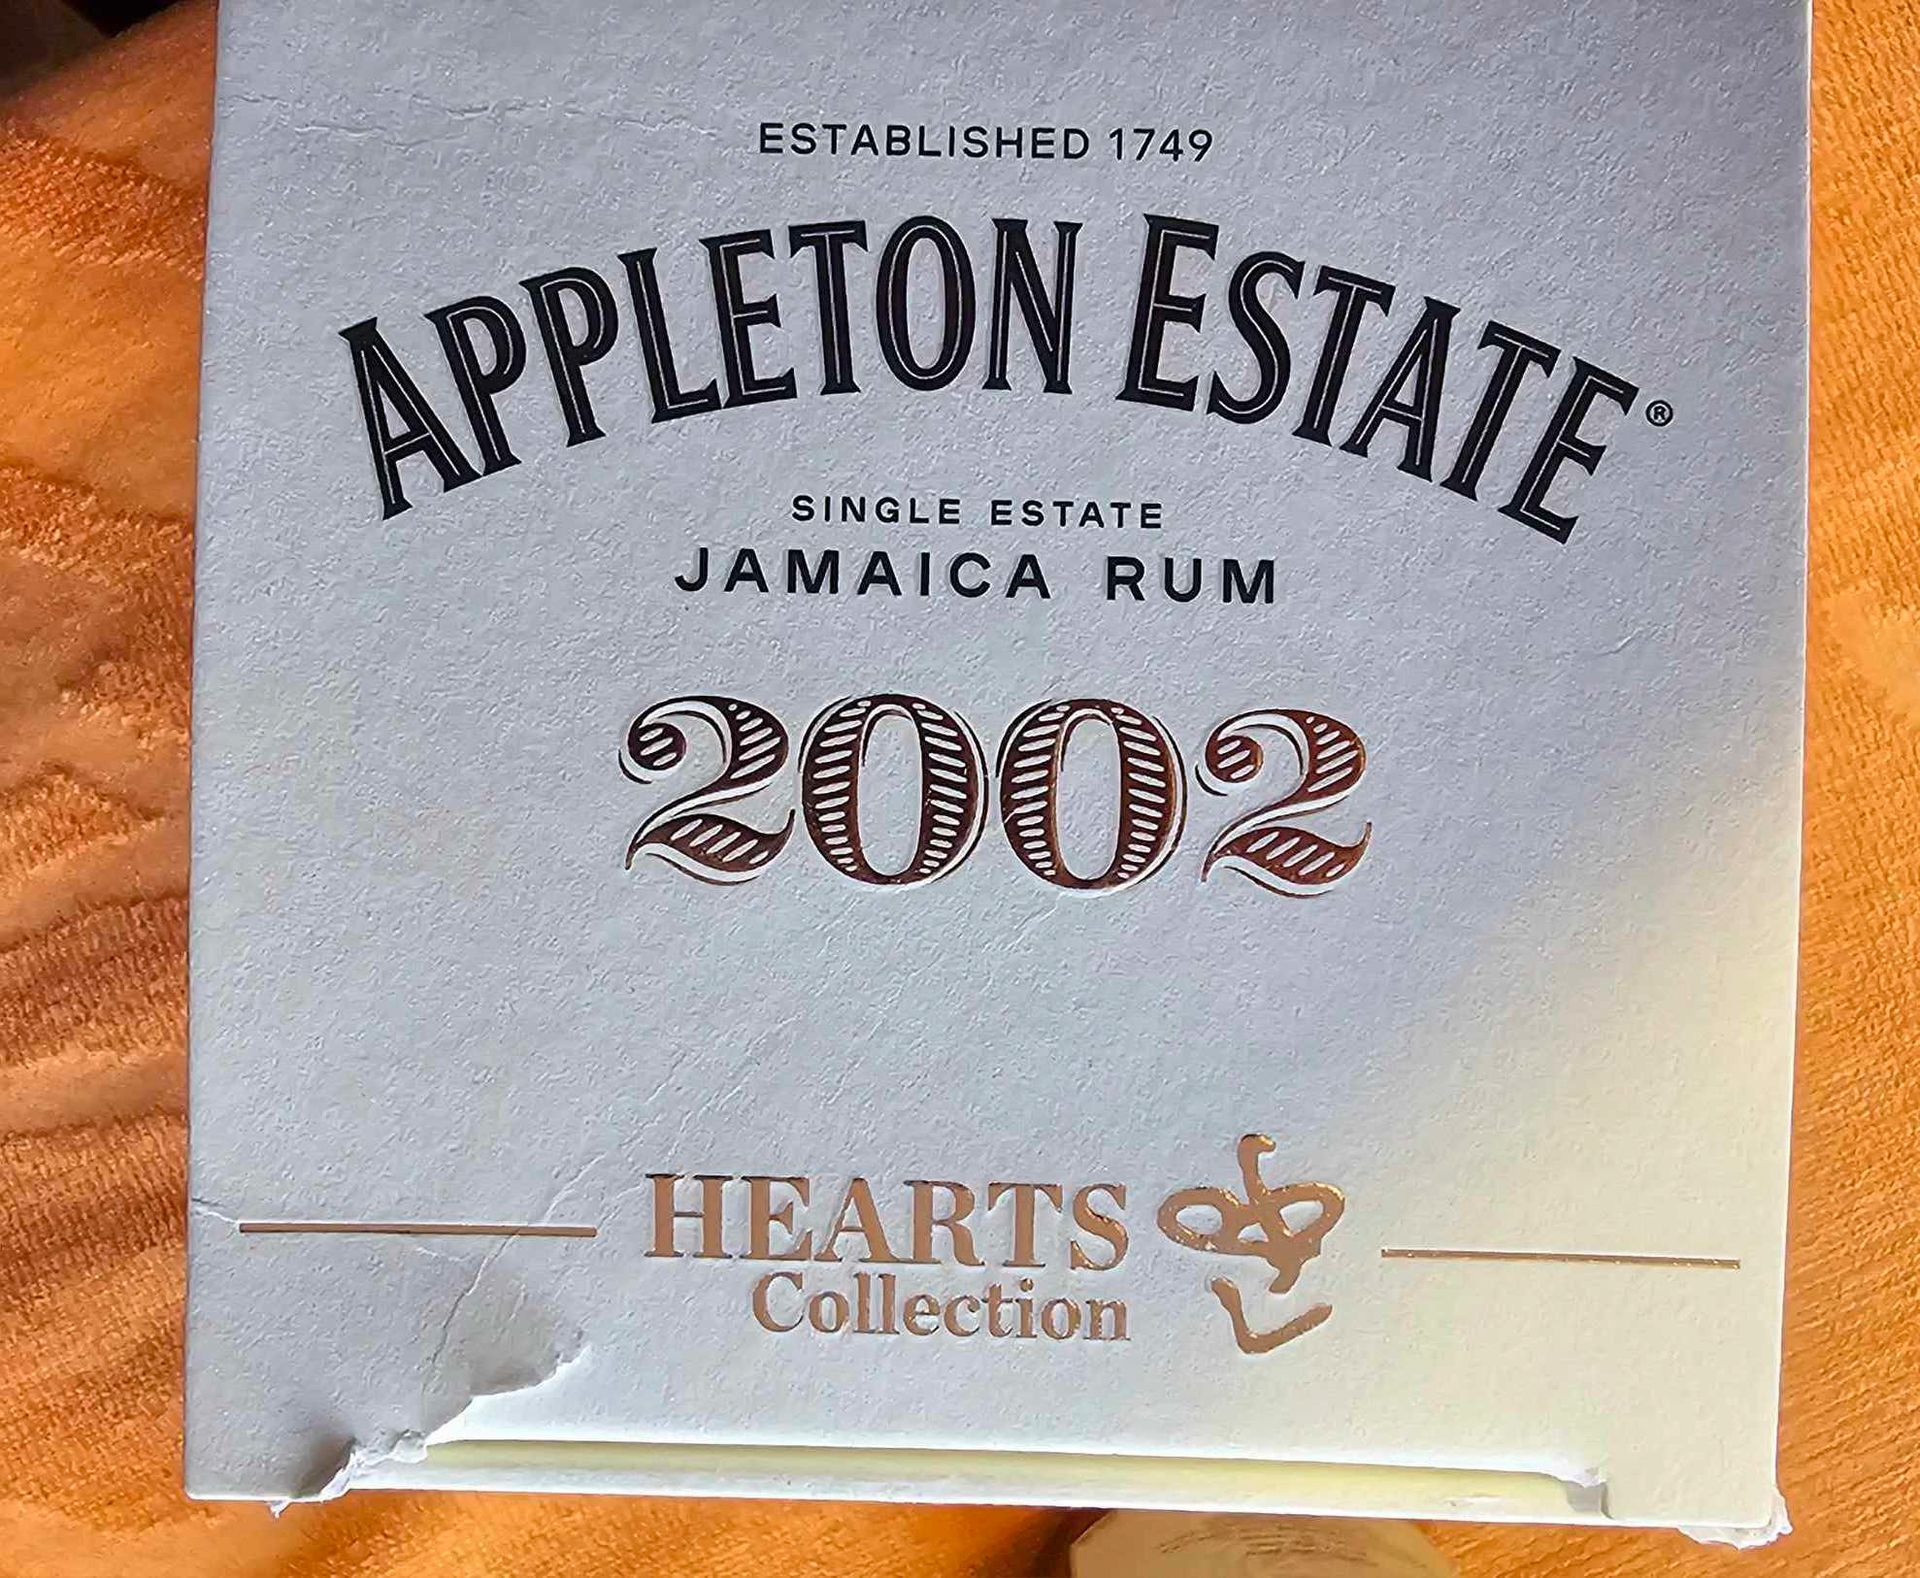 ESTABLISHED 1749
APPLETON ESTATE®
SINGLE ESTATE
JAMAICA RUM
2002
HEARTS
Collection